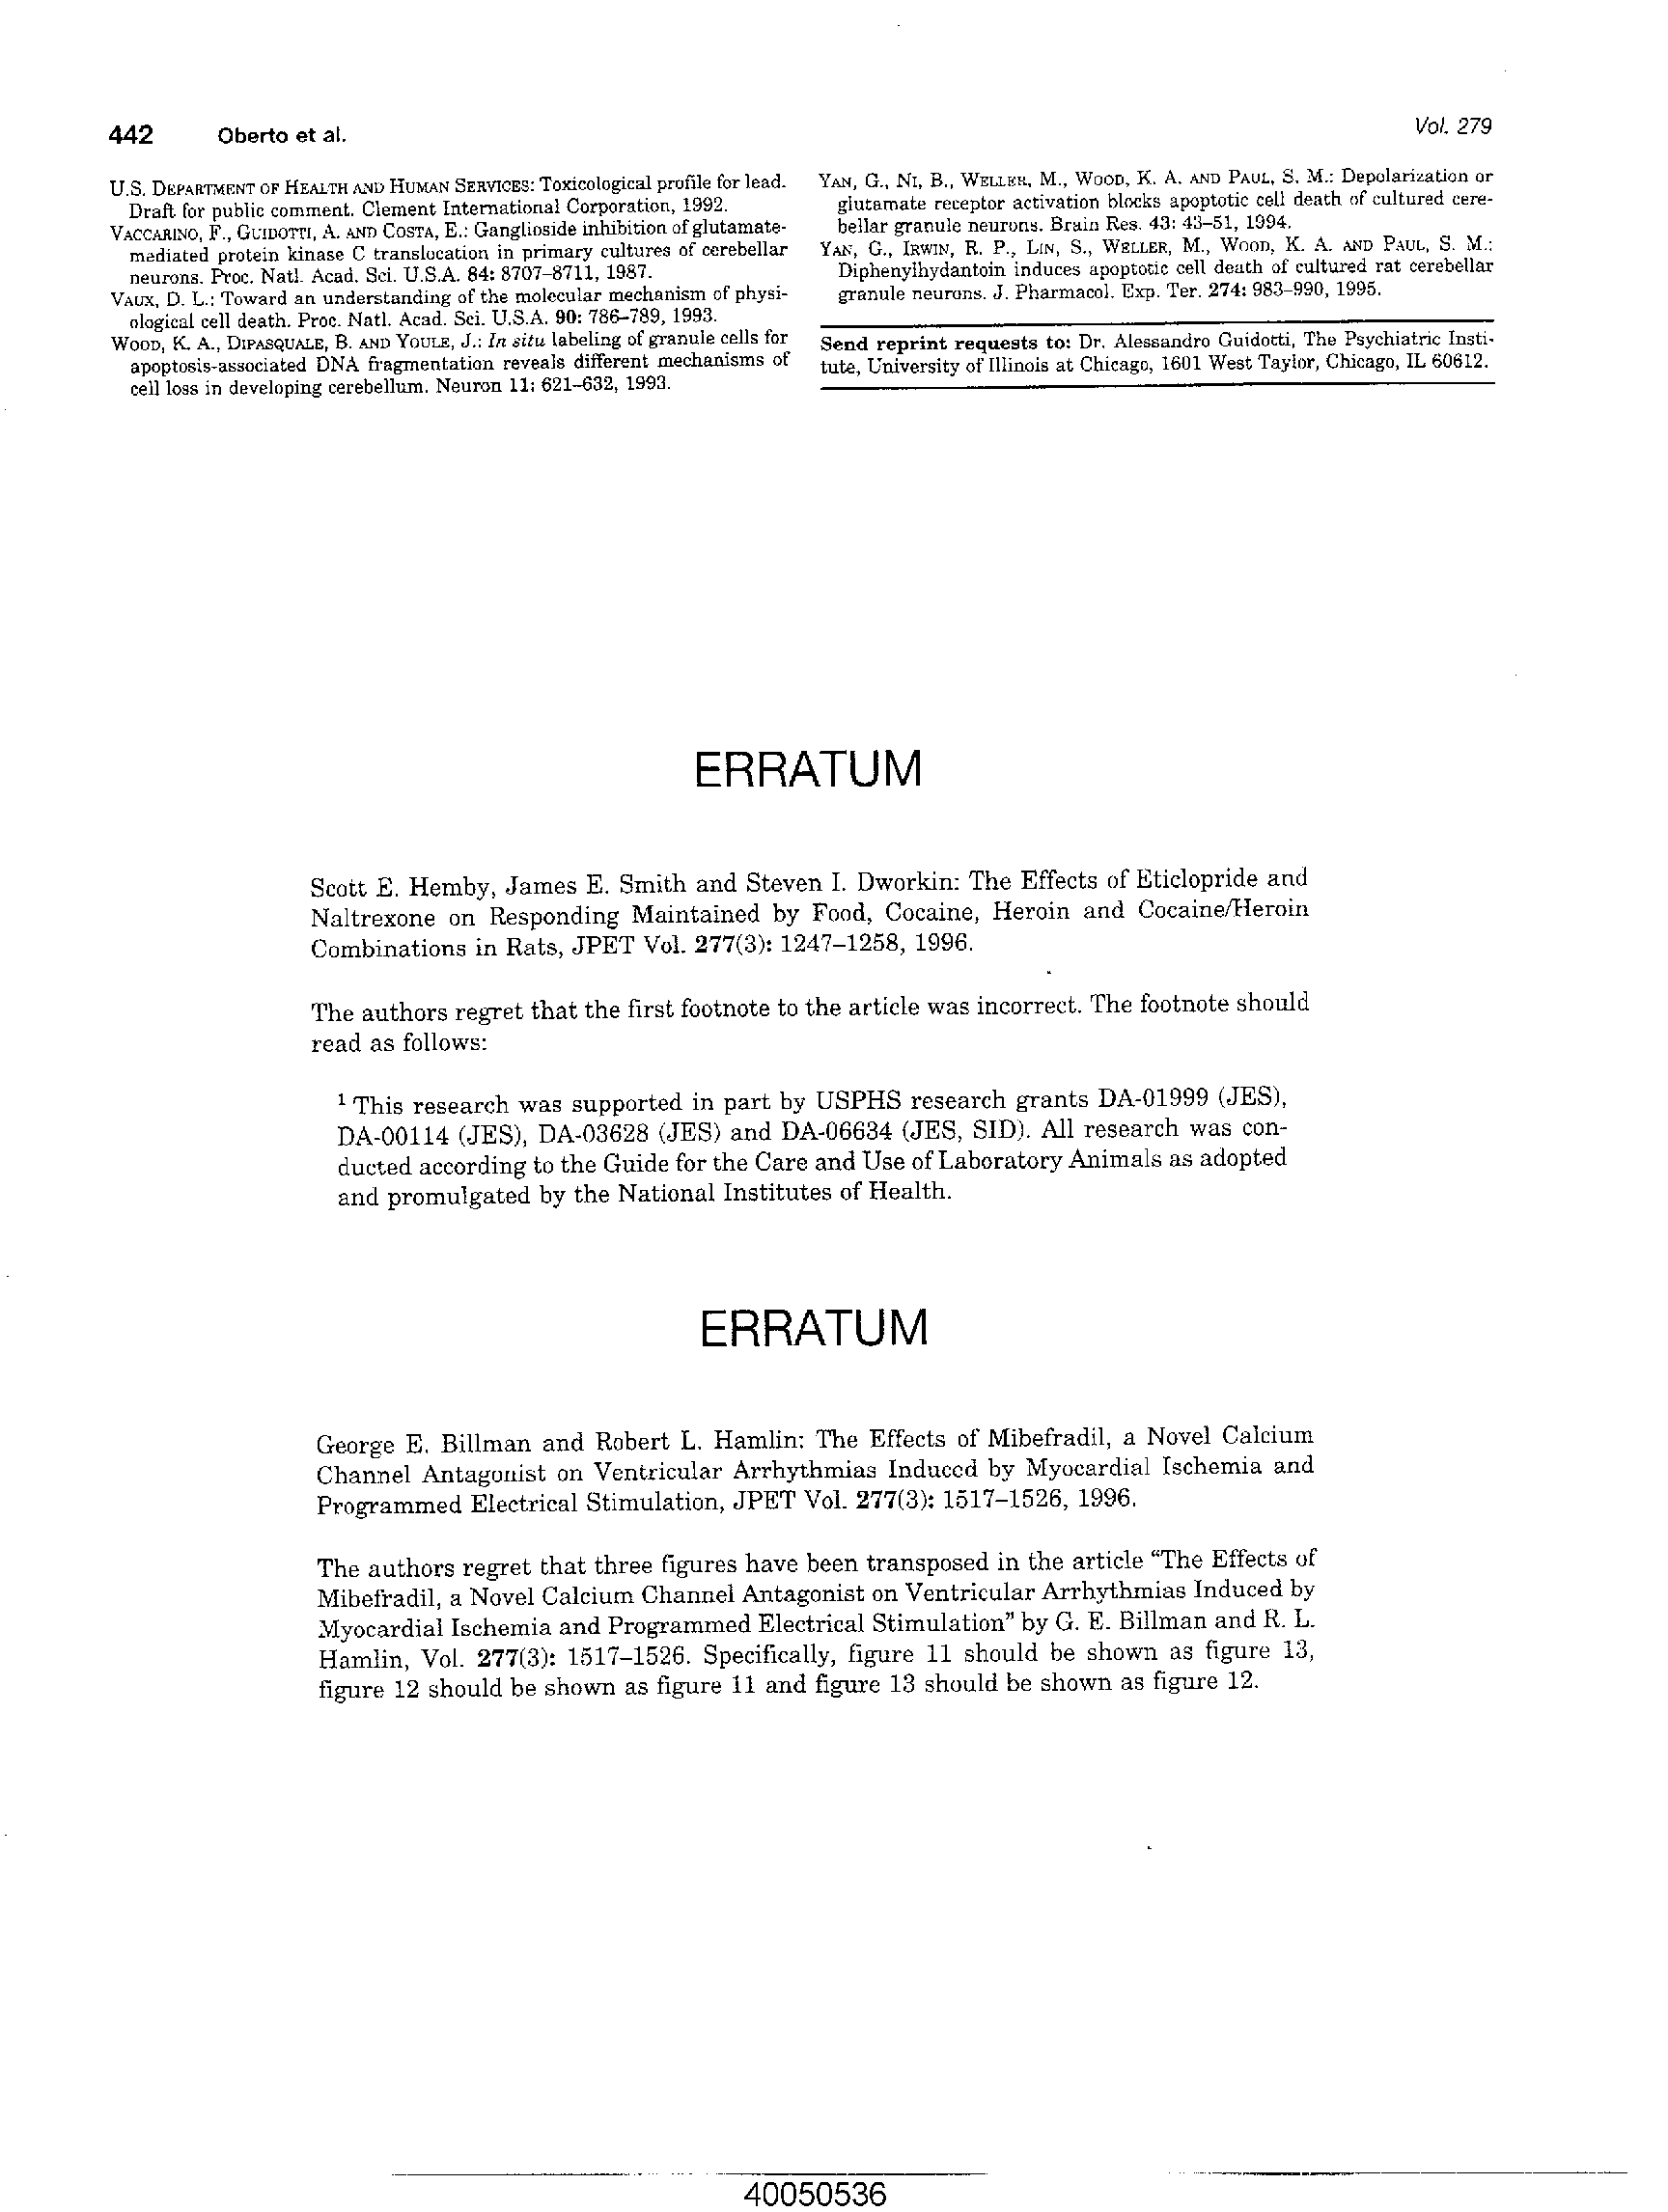 442 Oberto et al.
Vol. 279
U.S. DEPARTMENT OF HEALTH AND HUMAN SERVICES: Toxicological profile for lead.
Draft for public comment. Clement International Corporation, 1992.
VACCARINO, F., GUIDOTTI, A. AND COSTA, E.: Ganglioside inhibition of glutamate-
mediated protein kinase C translocation in primary cultures of cerebellar
neurons. Proc. Natl. Acad. Sci. U.S.A. 84: 8707–8711, 1987.
VAUX, D. L.: Toward an understanding of the molecular mechanism of physi-
ological cell death. Proc. Natl. Acad. Sci. U.S.A. 90: 786–789, 1993.
WOOD, K. A., DIPASQUALE, B. AND YOULE, J.: In situ labeling of granule cells for
apoptosis-associated DNA fragmentation reveals different mechanisms of
cell loss in developing cerebellum. Neuron 11: 621–632, 1993.
YAN, G., NI, B., WELLER, M., WOOD, K. A. AND PAUL, S. M.: Depolarization or
glutamate receptor activation blocks apoptotic cell death of cultured cere-
bellar granule neurons. Brain Res. 43: 43–51, 1994.
YAN, G., IRWIN, R. P., LIN, S., WELLER, M., WOOD, K. A. AND PAUL, S. M.:
Diphenylhydantoin induces apoptotic cell death of cultured rat cerebellar
granule neurons. J. Pharmacol. Exp. Ter. 274: 983–990, 1995.
Send reprint requests to: Dr. Alessandro Guidotti, The Psychiatric Insti-
tute, University of Illinois at Chicago, 1601 West Taylor, Chicago, IL 60612.
ERRATUM
Scott E. Hemby, James E. Smith and Steven I. Dworkin: The Effects of Eticlopride and
Naltrexone on Responding Maintained by Food, Cocaine, Heroin and Cocaine/Heroin
Combinations in Rats, JPET Vol. 277(3): 1247–1258, 1996.
The authors regret that the first footnote to the article was incorrect. The footnote should
read as follows:
¹ This research was supported in part by USPHS research grants DA-01999 (JES),
DA-00114 (JES), DA-03628 (JES) and DA-06634 (JES, SID). All research was con-
ducted according to the Guide for the Care and Use of Laboratory Animals as adopted
and promulgated by the National Institutes of Health.
ERRATUM
George E. Billman and Robert L. Hamlin: The Effects of Mibefradil, a Novel Calcium
Channel Antagonist on Ventricular Arrhythmias Induced by Myocardial Ischemia and
Programmed Electrical Stimulation, JPET Vol. 277(3): 1517–1526, 1996.
The authors regret that three figures have been transposed in the article “The Effects of
Mibefradil, a Novel Calcium Channel Antagonist on Ventricular Arrhythmias Induced by
Myocardial Ischemia and Programmed Electrical Stimulation” by G. E. Billman and R. L.
Hamlin, Vol. 277(3): 1517–1526. Specifically, figure 11 should be shown as figure 13,
figure 12 should be shown as figure 11 and figure 13 should be shown as figure 12.
40050536